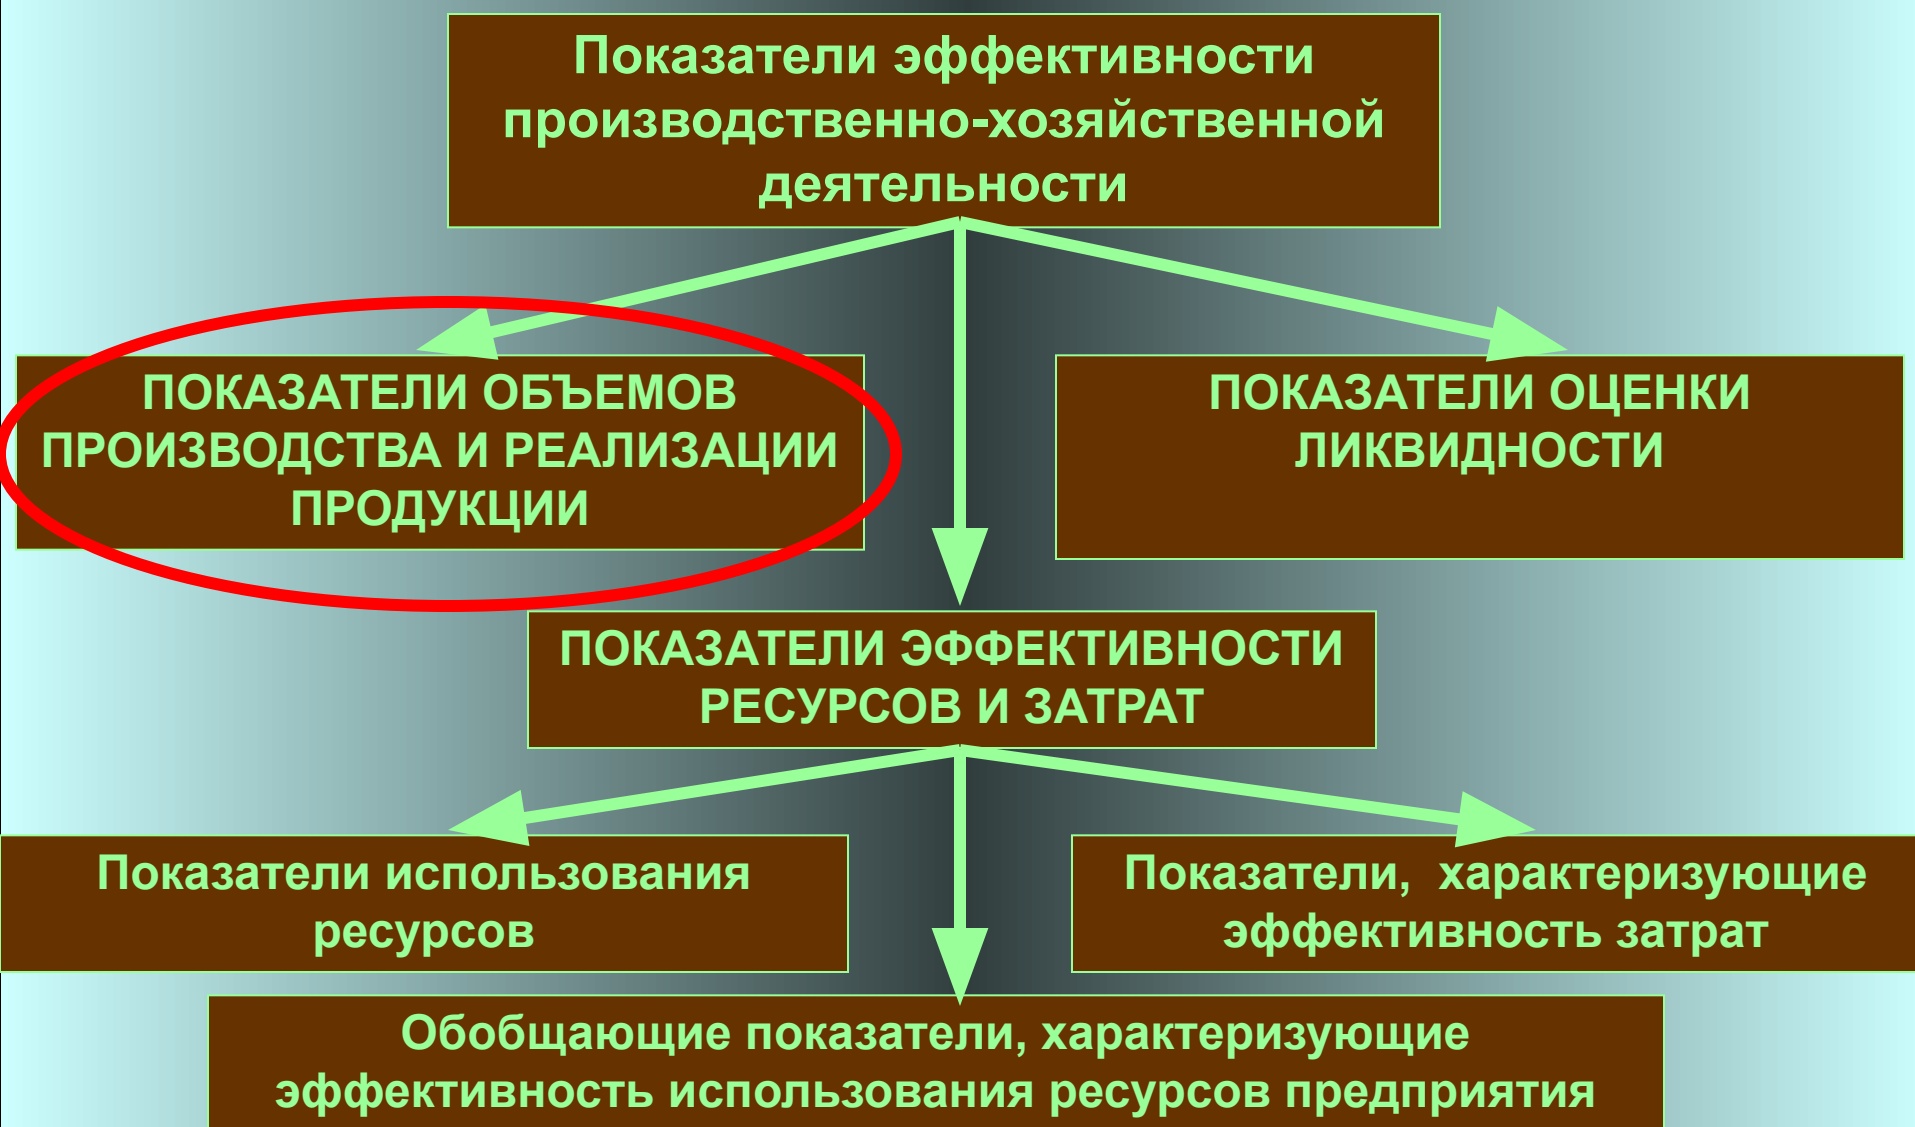 Показатели эффективности
производственно-хозяйственной
деятельности
ПОКАЗАТЕЛИ ОБЪЕМОВ
ПРОИЗВОДСТВА И РЕАЛИЗАЦИИ
ПРОДУКЦИИ
ПОКАЗАТЕЛИ ОЦЕНКИ
ЛИКВИДНОСТИ
ПОКАЗАТЕЛИ ЭФФЕКТИВНОСТИ
РЕСУРСОВ И ЗАТРАТ
Показатели использования
ресурсов
Показатели,  характеризующие
эффективность затрат
Обобщающие показатели, характеризующие
эффективность использования ресурсов предприятия